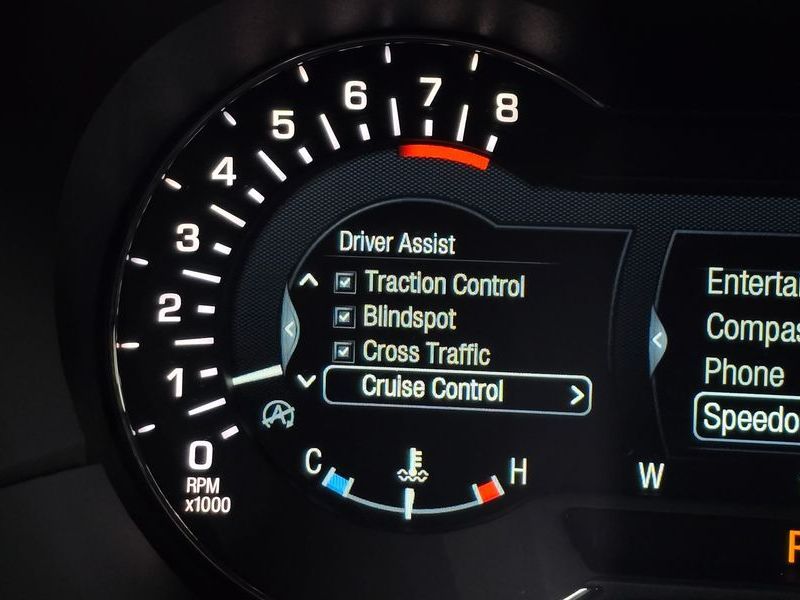 8
7
6
5
4
3
2
1
0
RPM
x1000
Driver Assist
Traction Control
Blindspot
Cross Traffic
Cruise Control
A
C
H
Phone
W